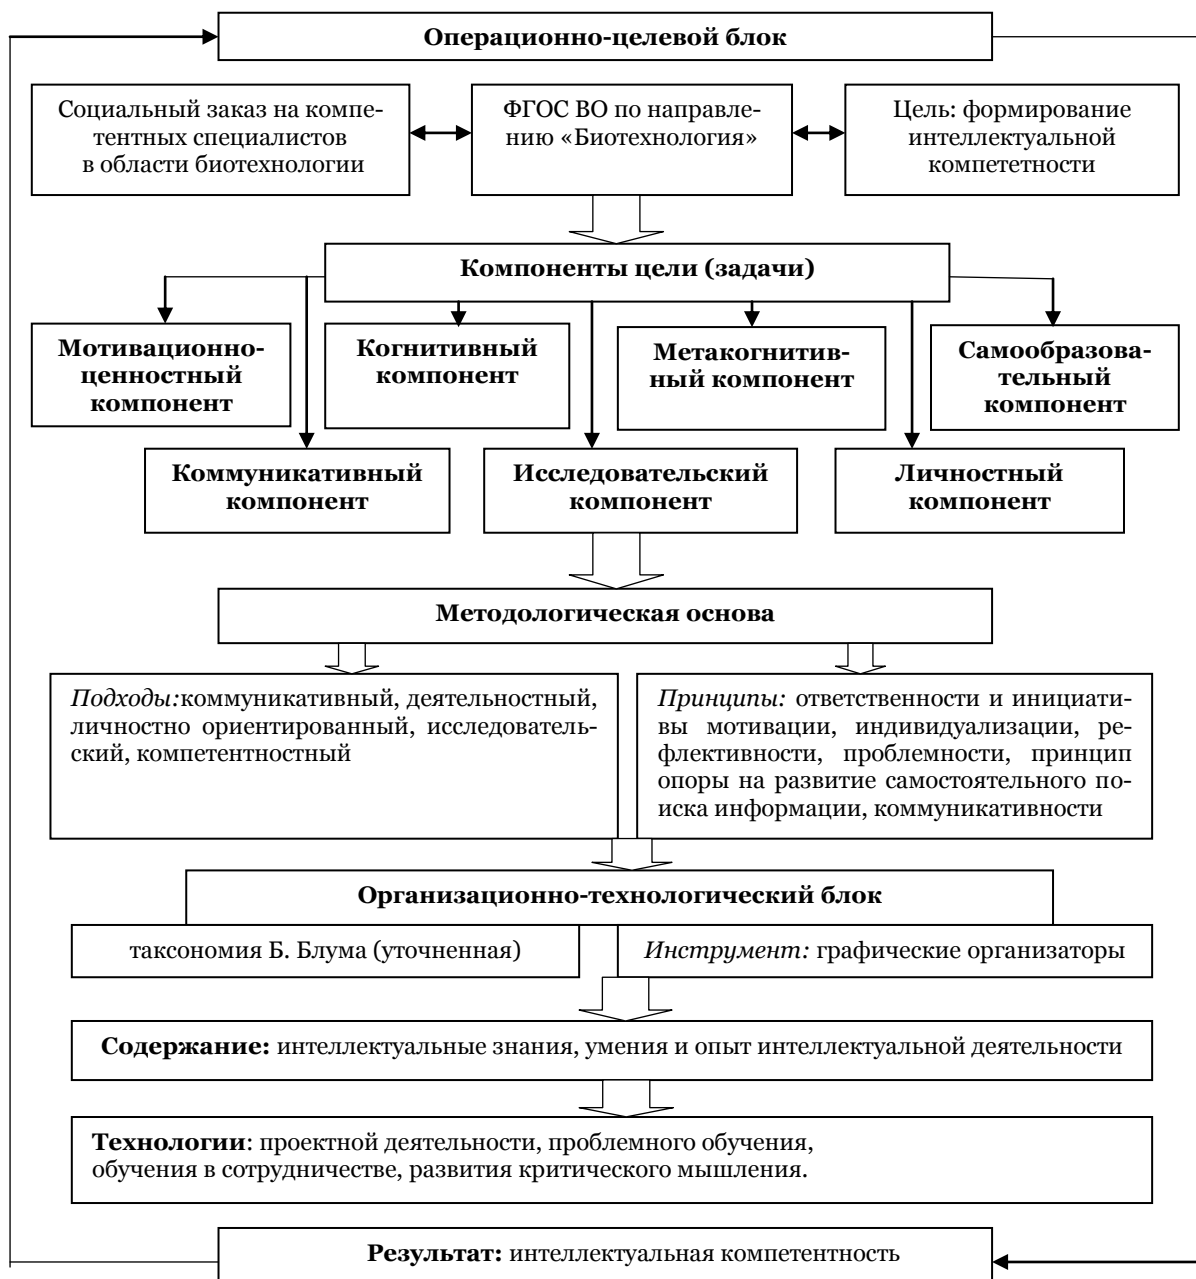 Операционно-целевой блок
Социальный заказ на компе-
тентных специалистов
в области биотехнологии
ФГОС ВО по направле-
нию «Биотехнология»
Цель: формирование
интеллектуальной
компететности
Компоненты цели (задачи)
Мотивационно-
ценностный
компонент
Когнитивный
компонент
Метакогнитив-
ный компонент
Самообразова-
тельный
компонент
Коммуникативный
компонент
Исследовательский
компонент
Личностный
компонент
Методологическая основа
Подходы:коммуникативный, деятельностный,
личностно ориентированный, исследователь-
ский, компетентностный
Принципы: ответственности и инициати-
вы мотивации, индивидуализации, ре-
флективности, проблемности, принцип
опоры на развитие самостоятельного по-
иска информации, коммуникативности
Организационно-технологический блок
таксономия Б. Блума (уточненная)
Инструмент: графические организаторы
Содержание: интеллектуальные знания, умения и опыт интеллектуальной деятельности
Технологии: проектной деятельности, проблемного обучения,
обучения в сотрудничестве, развития критического мышления.
Результат: интеллектуальная компетентность